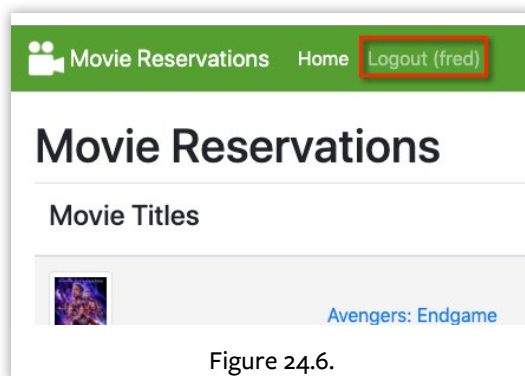 Movie Reservations Home Logout (fred)
Movie Reservations
Movie Titles
Avengers: Endgame
Figure 24.6.